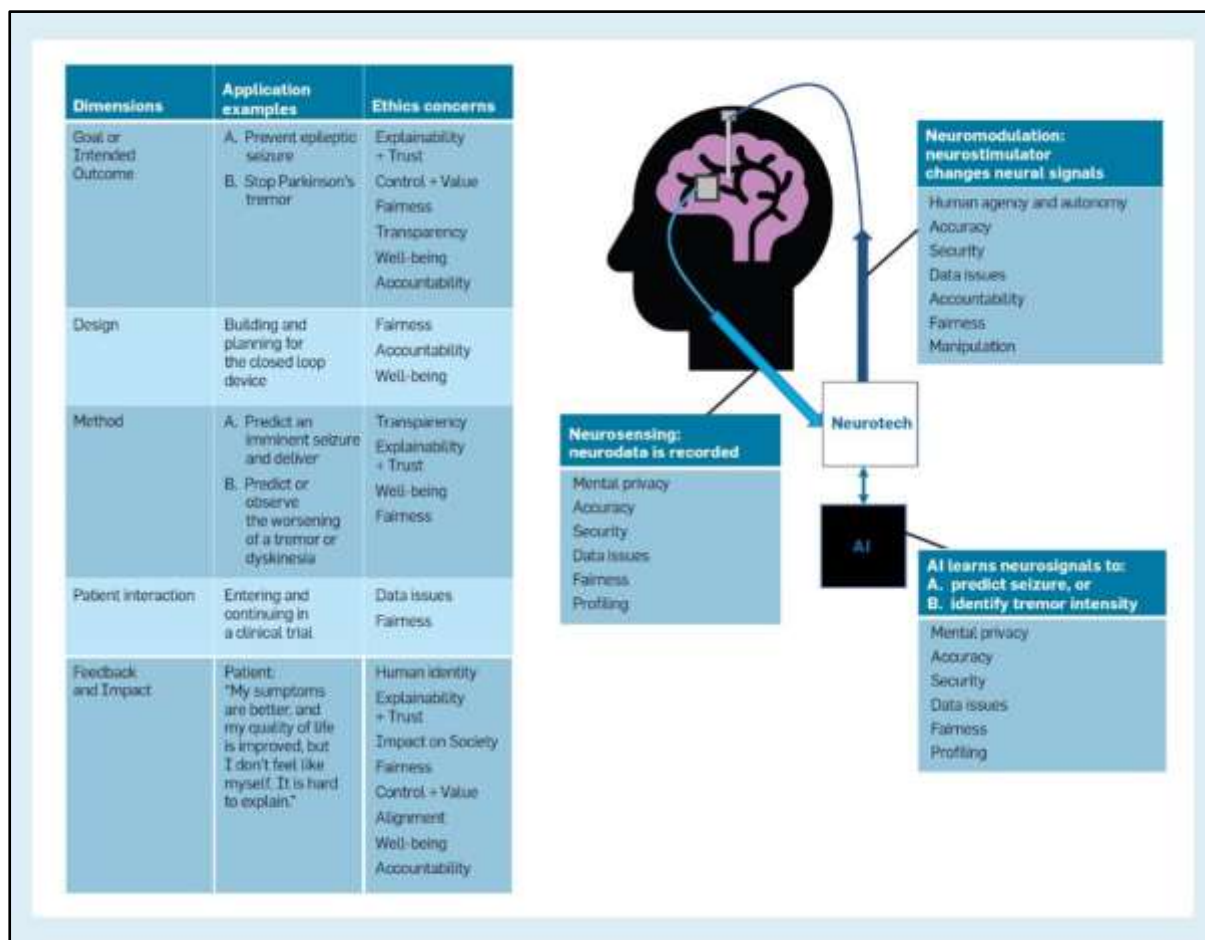 Dimensions
Application
examples
Ethics concerns
Goal or
Intended
Outcome
A. Prevent epileptic
seizure
B. Stop Parkinson's
tremor
Explainability
+ Trust
Control + Value
Fairness
Transparency
Well-being
Accountability
Design
Building and
planning for
the closed loop
device
Fairness
Accountability
Well-being
Method
A. Predict an
imminent seizure
and deliver
B. Predict or
observe
the worsening
of a tremor or
dyskinesia
Transparency
Explainability
+ Trust
Well-being
Fairness
Patient interaction
Entering and
continuing in
a clinical trial
Data issues
Fairness
Feedback
and Impact
Patient:
"My sumptoms
are better, and
my quality of life
is improved, but
I don't feel like
myself. It is hard
to explain."
Human identity
Explainability
+ Trust
Impact on Society
Fairness
Control + Value
Alignment
Well-being
Accountability
Neuromodulation:
neurostimulator
changes neural signals
Human agency and autonomy
Accuracy
Security
Data issues
Accountability
Fairness
Manipulation
Neurosensing:
neurodata is recorded
Mental privacy
Accuracy
Security
Data issues
Fairness
Profiling
Neurotech
AI
AI learns neurosignals to:
A. predict seizure, or
B. identify tremor intensity
Mental privacy
Accuracy
Security
Data issues
Fairness
Profiling